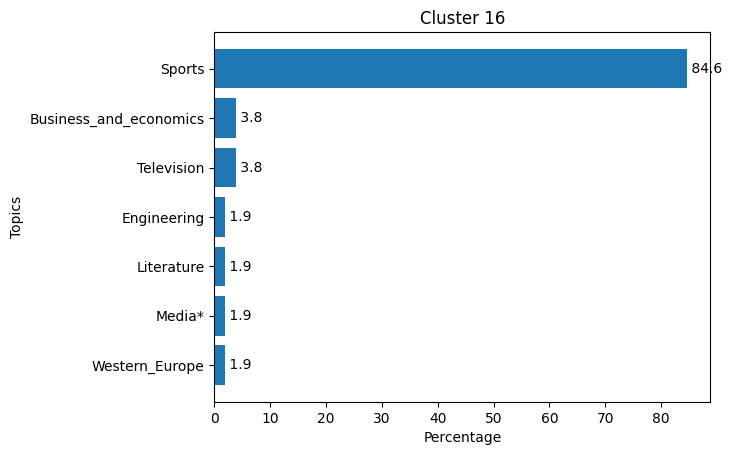 Cluster 16
Topics
Sports 84.6
Business_and_economics 3.8
Television 3.8
Engineering 1.9
Literature 1.9
Media* 1.9
Western_Europe 1.9
0 10 20 30 40 50 60 70 80
Percentage